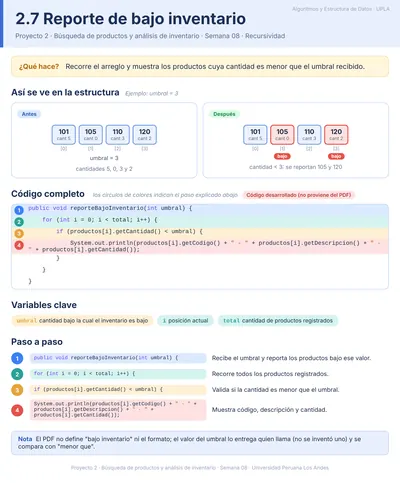 Algoritmos y Estructura de Datos · UPLA
2.7 Reporte de bajo inventario
Proyecto 2 · Búsqueda de productos y análisis de inventario · Semana 08 · Recursividad
¿Qué hace? Recorre el arreglo y muestra los productos cuya cantidad es menor que el umbral recibido.
Así se ve en la estructura Ejemplo: umbral = 3
Antes
101 105 110 120
cant 5 cant 0 cant 3 cant 2
[0] [1] [2] [3]
umbral = 3
cantidades 5, 0, 3 y 2
Después
101 105 110 120
cant 5 cant 0 cant 3 cant 2
[0] [1] [2] [3]
bajo bajo
cantidad < 3: se reportan 105 y 120
Código completo los círculos de colores indican el paso explicado abajo Código desarrollado (no proviene del PDF)
1 public void reporteBajoInventario(int umbral) {
2 for (int i = 0; i < total; i++) {
3 if (productos[i].getCantidad() < umbral) {
4 System.out.println(productos[i].getCodigo() + " - " + productos[i].getDescripcion() + " -
" + productos[i].getCantidad());
}
}
}
Variables clave
umbral cantidad bajo la cual el inventario es bajo i posición actual total cantidad de productos registrados
Paso a paso
1 public void reporteBajoInventario(int umbral) { Recibe el umbral y reporta los productos bajo ese valor.
2 for (int i = 0; i < total; i++) { Recorre todos los productos registrados.
3 if (productos[i].getCantidad() < umbral) { Valida si la cantidad es menor que el umbral.
4 System.out.println(productos[i].getCodigo() + " - " +
productos[i].getDescripcion() + " - " +
productos[i].getCantidad()); Muestra código, descripción y cantidad.
Nota El PDF no define "bajo inventario" ni el formato; el valor del umbral lo entrega quien llama (no se inventó uno) y se
compara con "menor que".
Proyecto 2 · Búsqueda de productos y análisis de inventario · Semana 08 · Universidad Peruana Los Andes